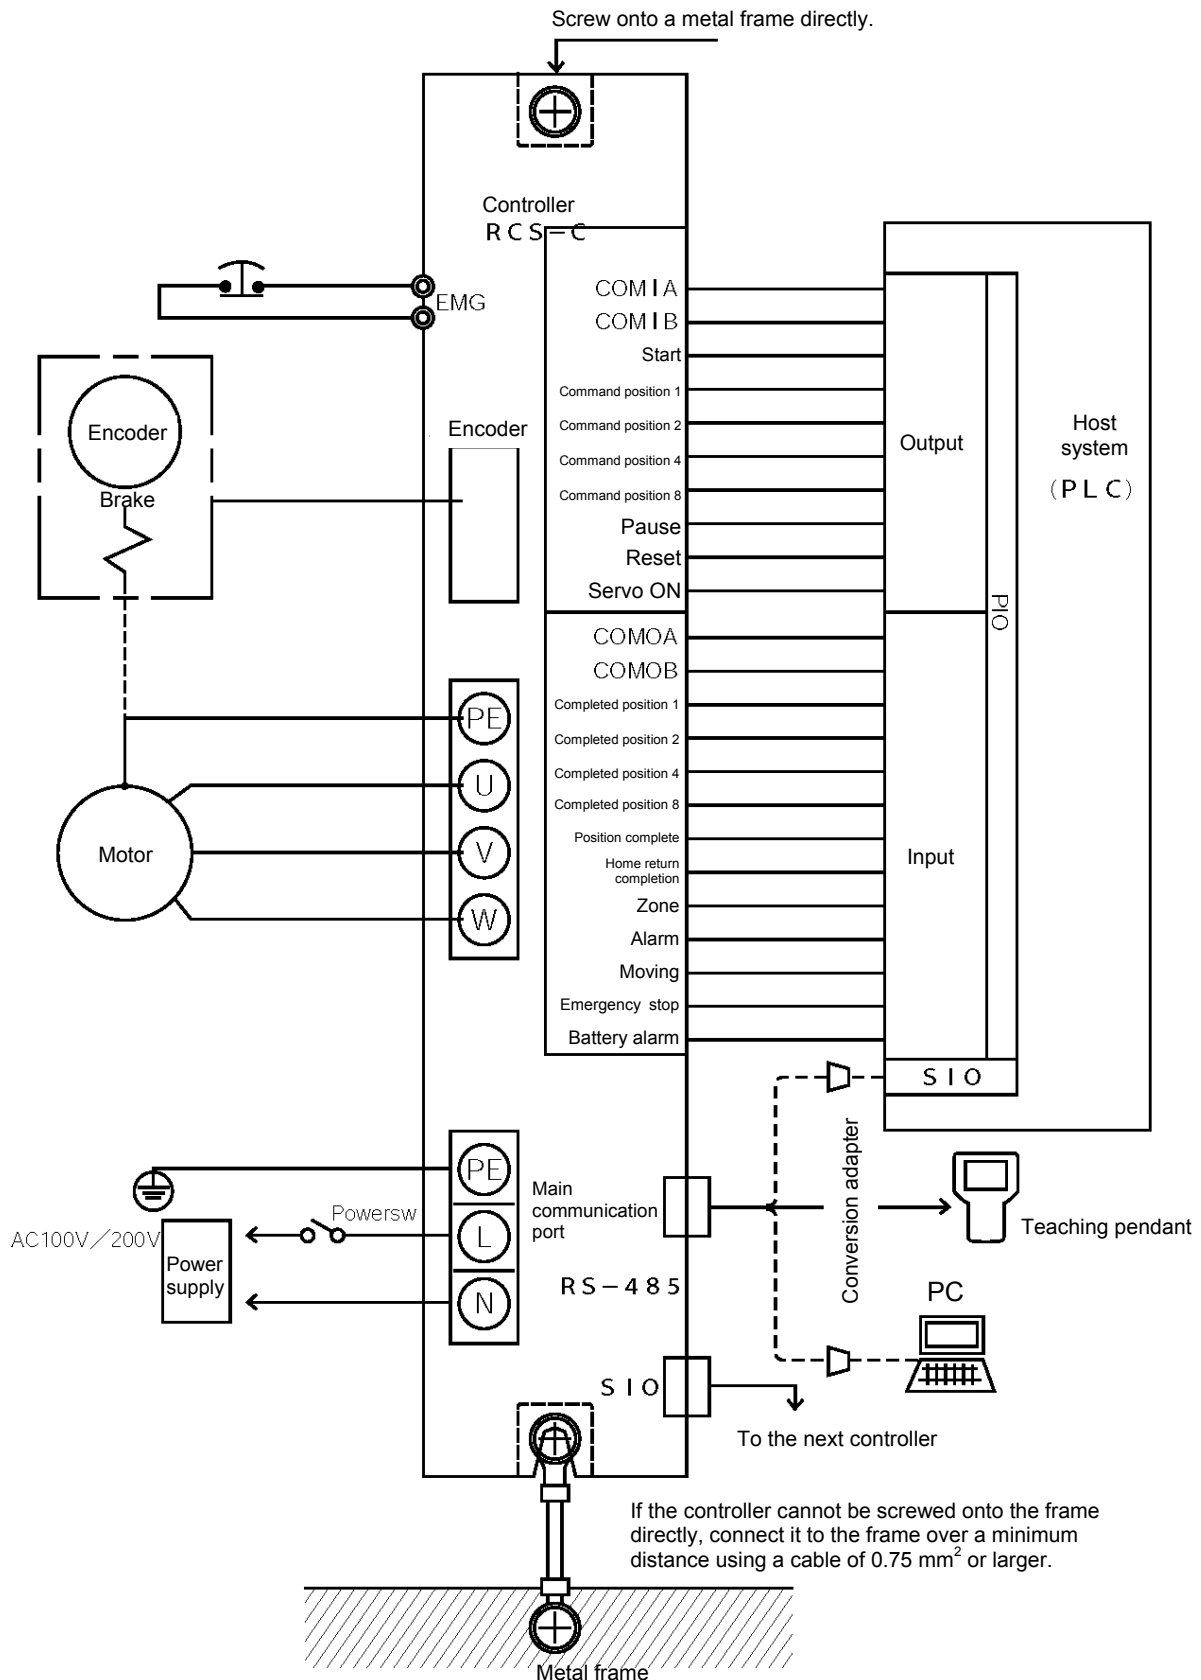 Screw onto a metal frame directly.
Controller
RCS-C
EMG
COMIA
COMIB
Start
Command position 1
Command position 2
Command position 4
Command position 8
Pause
Reset
Servo ON
COMOA
COMOB
Completed position 1
Completed position 2
Completed position 4
Completed position 8
Position complete
Home return
completion
Zone
Alarm
Moving
Emergency stop
Battery alarm
Output
Input
PIO
SIO
Host
system
(PLC)
Encoder
Brake
Encoder
Motor
PE
U
V
W
PE
L
N
Powersw
AC100V/200V
Power
supply
Main
communication
port
RS-485
SIO
Conversion adapter
Teaching pendant
PC
To the next controller
If the controller cannot be screwed onto the frame
directly, connect it to the frame over a minimum
distance using a cable of 0.75 mm² or larger.
Metal frame